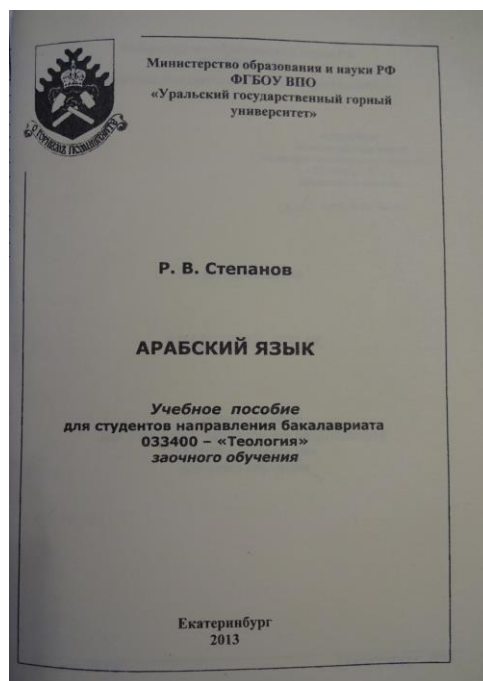 Министерство образования и науки РФ
ФГБОУ ВПО
«Уральский государственный горный
университет»
Р. В. Степанов
АРАБСКИЙ ЯЗЫК
Учебное пособие
для студентов направления бакалавриата
033400 – «Теология»
заочного обучения
Екатеринбург
2013